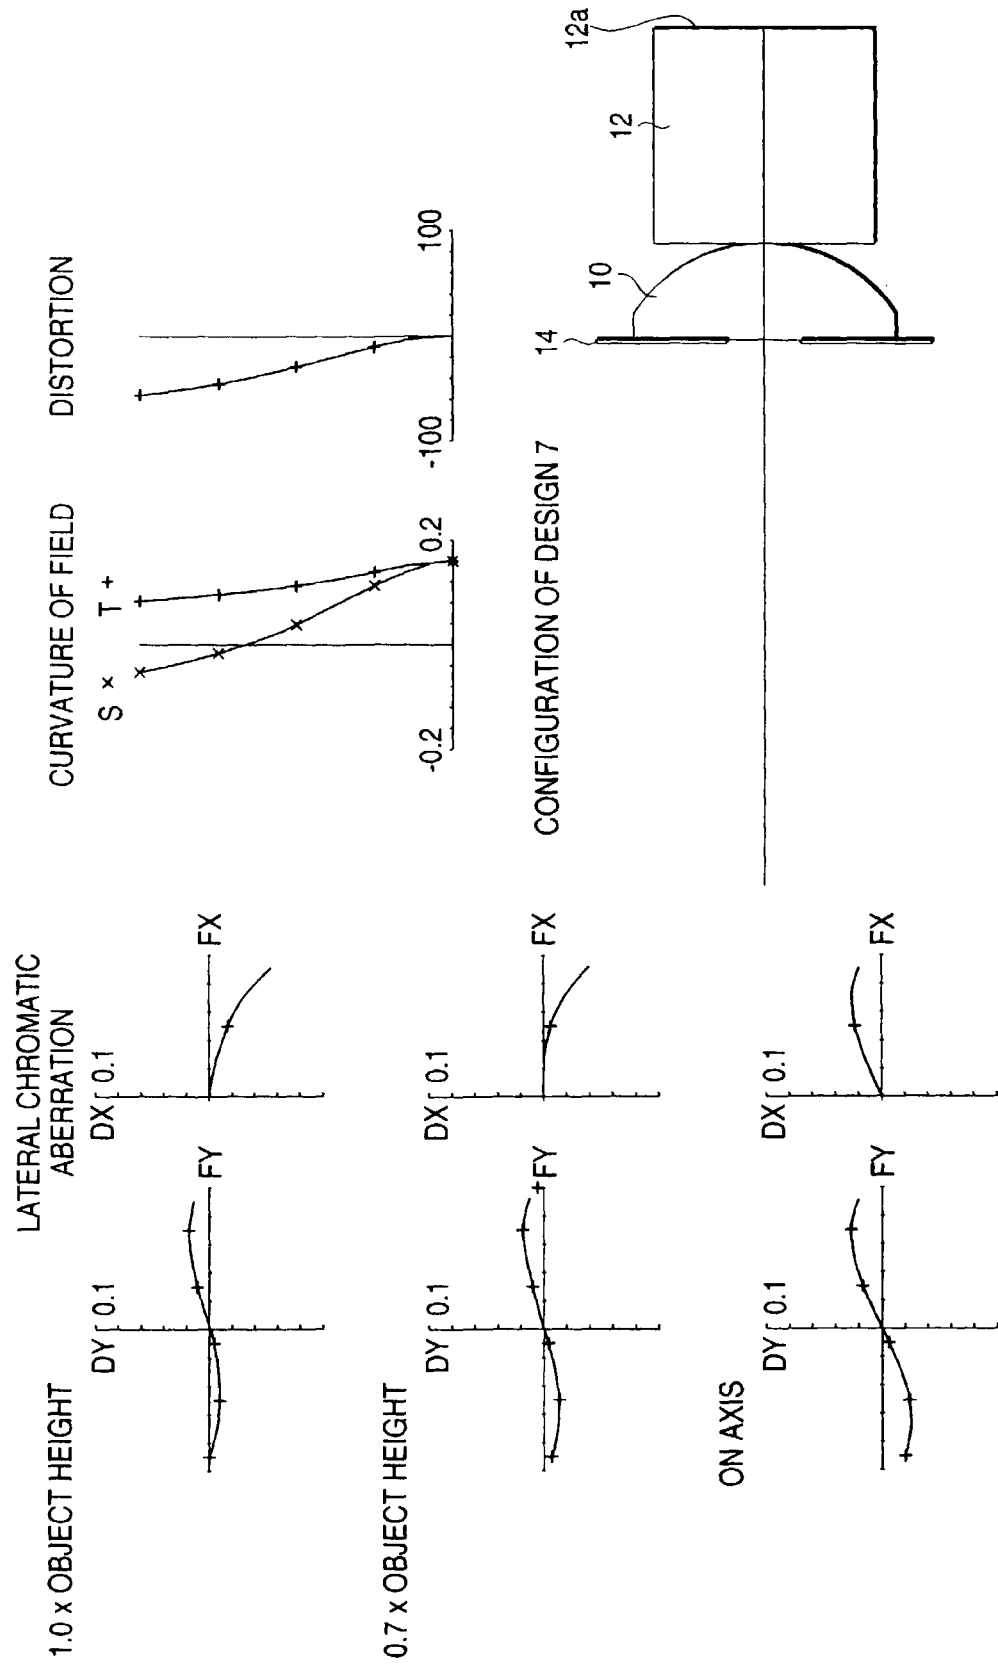 LATERAL CHROMATIC
ABERRATION
1.0 x OBJECT HEIGHT
DY 0.1
FY
DX 0.1
FX
0.7 x OBJECT HEIGHT
DY 0.1
FY
DX 0.1
FX
ON AXIS
DY 0.1
FY
DX 0.1
FX
CURVATURE OF FIELD
S × T +
-0.2
0.2
DISTORTION
-100
100
CONFIGURATION OF DESIGN 7
14
10
12
12a